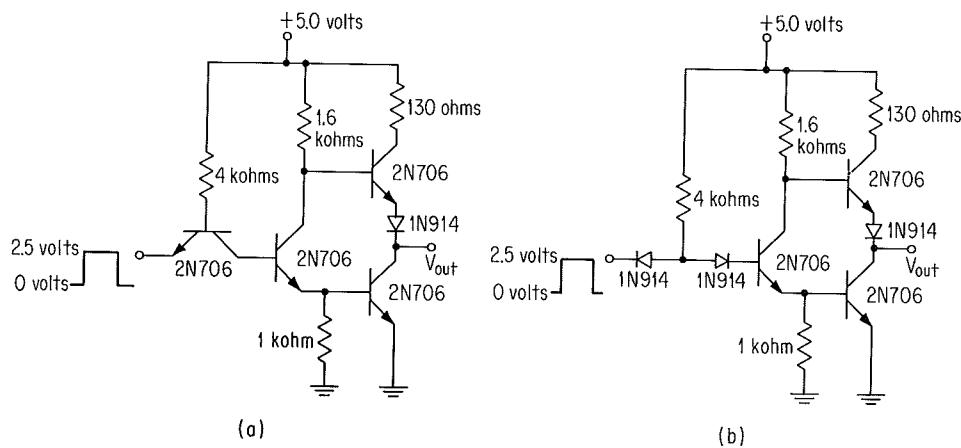 +5.0 volts
130 ohms
1.6
kohms
4 kohms
2N706
1N914
2.5 volts
0 volts
2N706
2N706
Vout
2N706
1 kohm
(a)
+5.0 volts
130 ohms
1.6
kohms
4 kohms
2N706
1N914
2.5 volts
0 volts
1N914
1N914
2N706
Vout
2N706
1 kohm
(b)